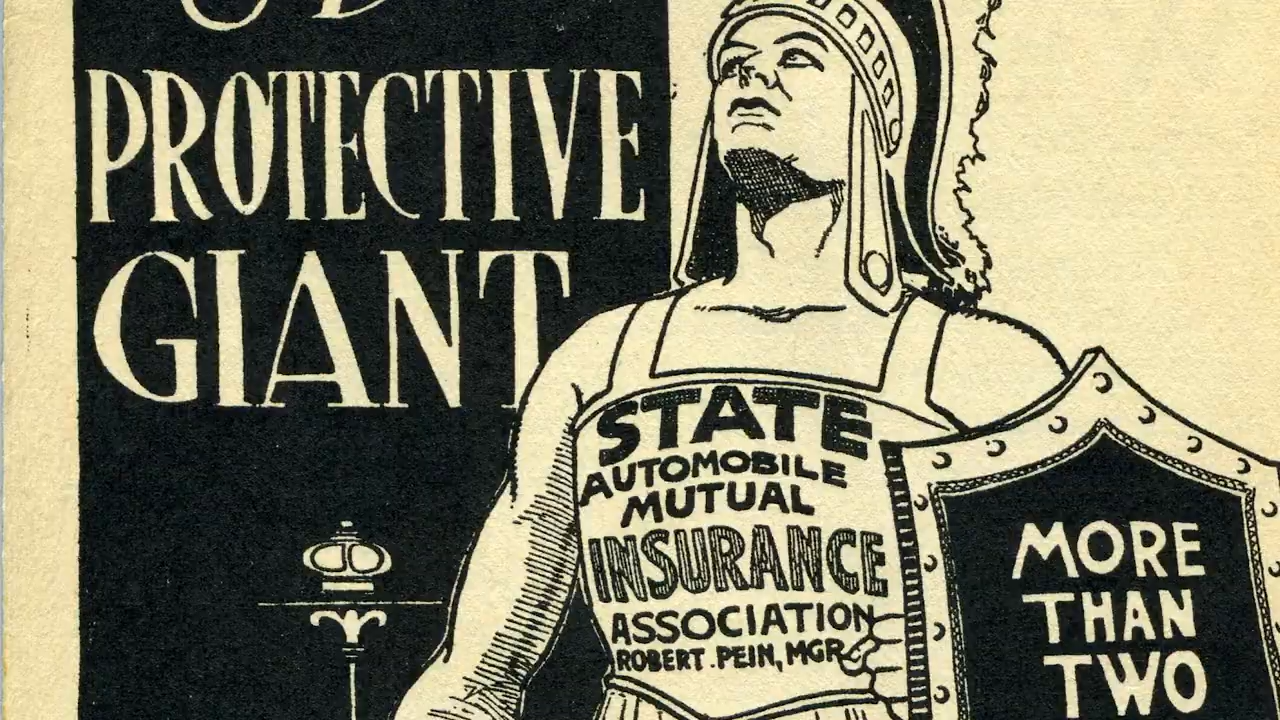 PROTECTIVE
GIANT
STATE
AUTOMOBILE
MUTUAL
INSURANCE
ASSOCIATION
ROBERT. PEIN, MGR.
MORE
THAN
TWO